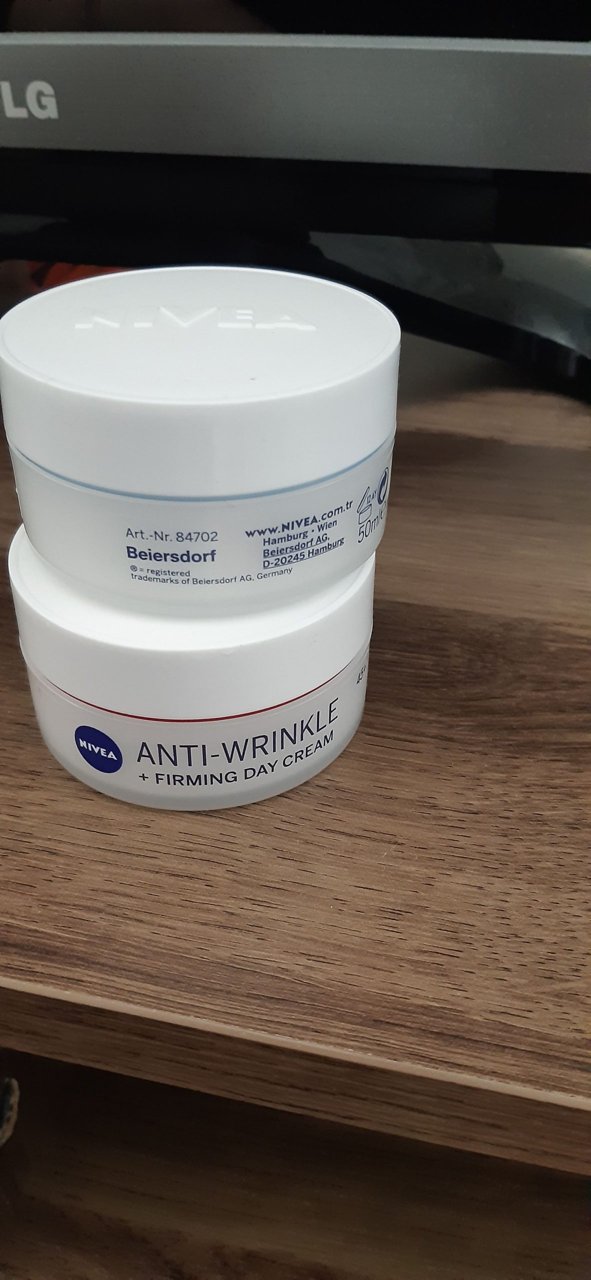 LG
NIVEA
Art.-Nr. 84702
Beiersdorf
® = registered
trademarks of Beiersdorf AG, Germany
www.NIVEA.com.tr
Hamburg • Wien
Beiersdorf AG,
D-20245 Hamburg
12 M
NIVEA
ANTI-WRINKLE
+ FIRMING DAY CREAM